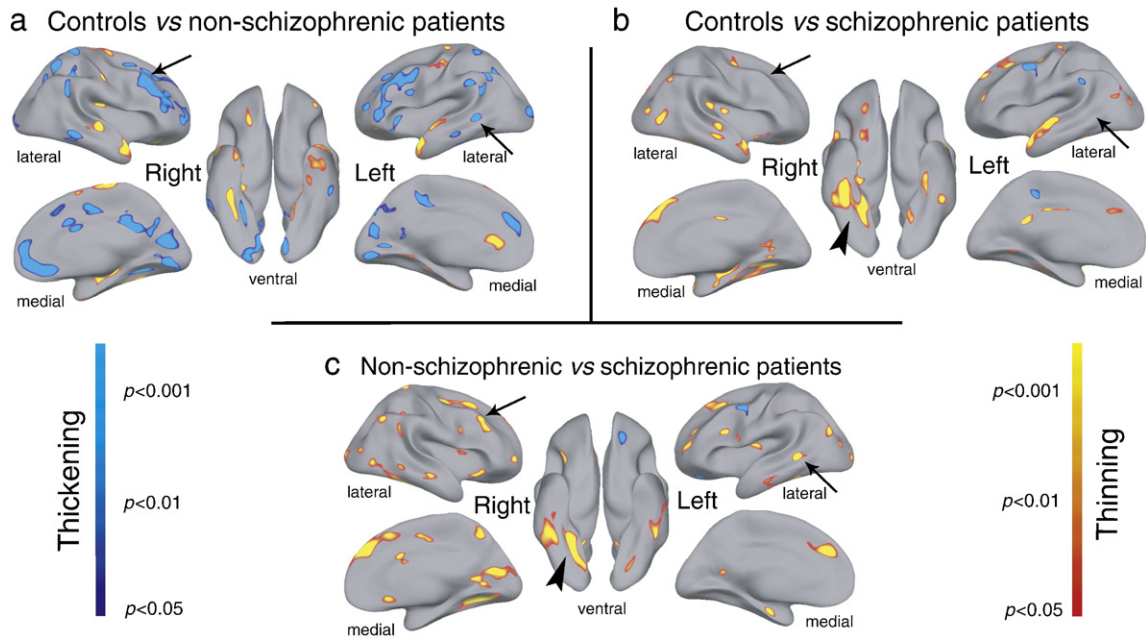 a Controls vs non-schizophrenic patients
lateral
Right
Left
lateral
medial
ventral
medial
b Controls vs schizophrenic patients
lateral
Right
Left
lateral
medial
ventral
medial
c Non-schizophrenic vs schizophrenic patients
lateral
Right
Left
lateral
medial
ventral
medial
Thickening
p<0.001
p<0.01
p<0.05
p<0.001
p<0.01
p<0.05
Thinning